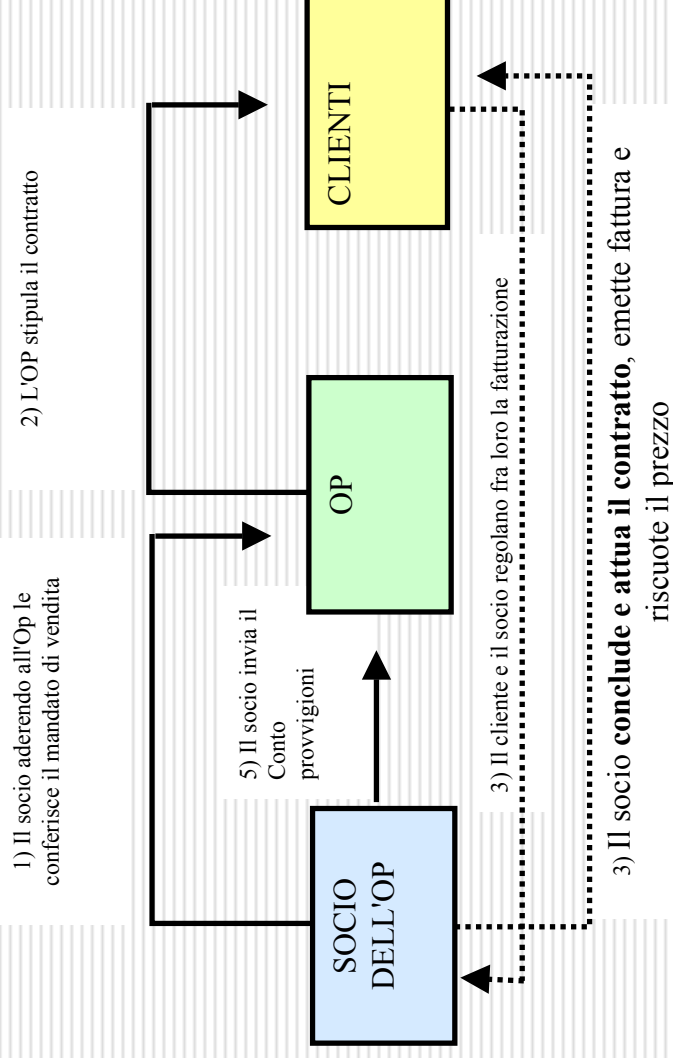 1) Il socio aderendo all'Op le
conferisce il mandato di vendita
2) L'OP stipula il contratto
SOCIO
DELL'OP
5) Il socio invia il
Conto
provvigioni
OP
CLIENTI
3) Il cliente e il socio regolano fra loro la fatturazione
3) Il socio conclude e attua il contratto, emette fattura e
riscuote il prezzo